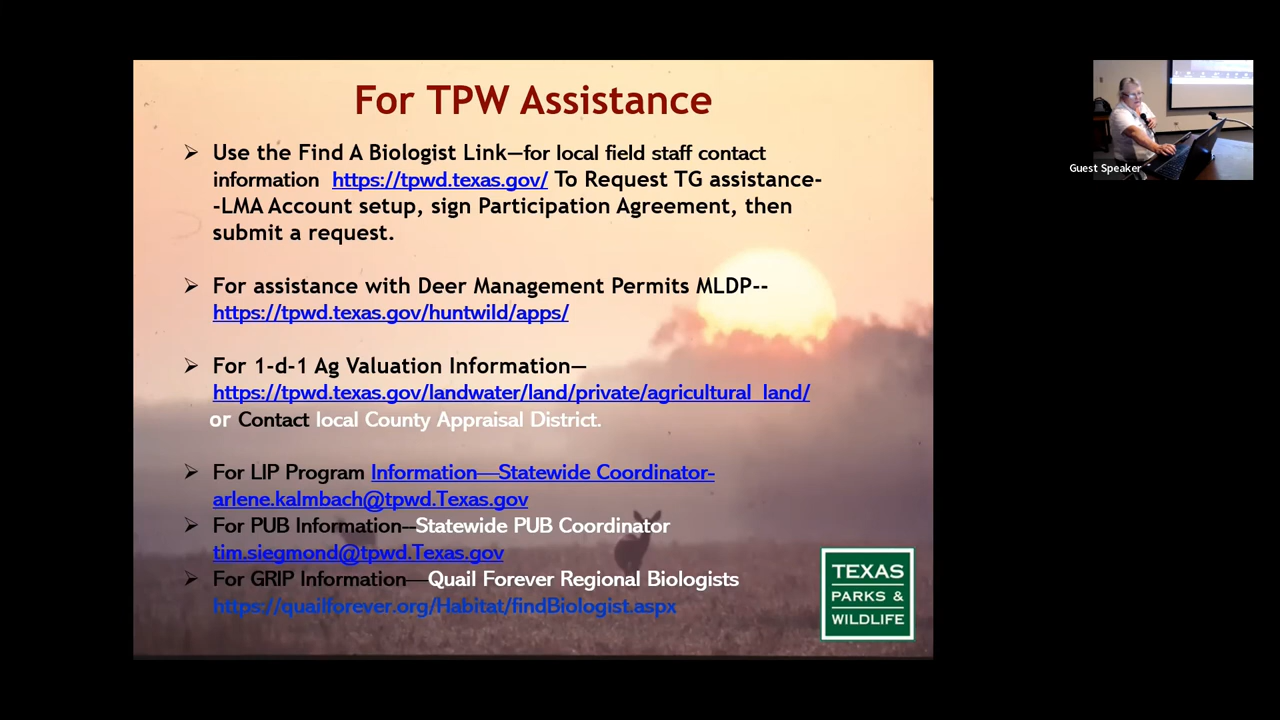 For TPW Assistance
Use the Find A Biologist Link—for local field staff contact
information https://tpwd.texas.gov/ To Request TG assistance-
-LMA Account setup, sign Participation Agreement, then
submit a request.
For assistance with Deer Management Permits MLDP--
https://tpwd.texas.gov/huntwild/apps/
For 1-d-1 Ag Valuation Information—
https://tpwd.texas.gov/landwater/land/private/agricultural_land/
or Contact local County Appraisal District.
For LIP Program Information—Statewide Coordinator-
arlene.kalmbach@tpwd.Texas.gov
For PUB Information—Statewide PUB Coordinator
tim.siegmond@tpwd.Texas.gov
For GRIP Information—Quail Forever Regional Biologists
https://quailforever.org/Habitat/findBiologist.aspx
TEXAS
PARKS &
WILDLIFE
Guest Speaker